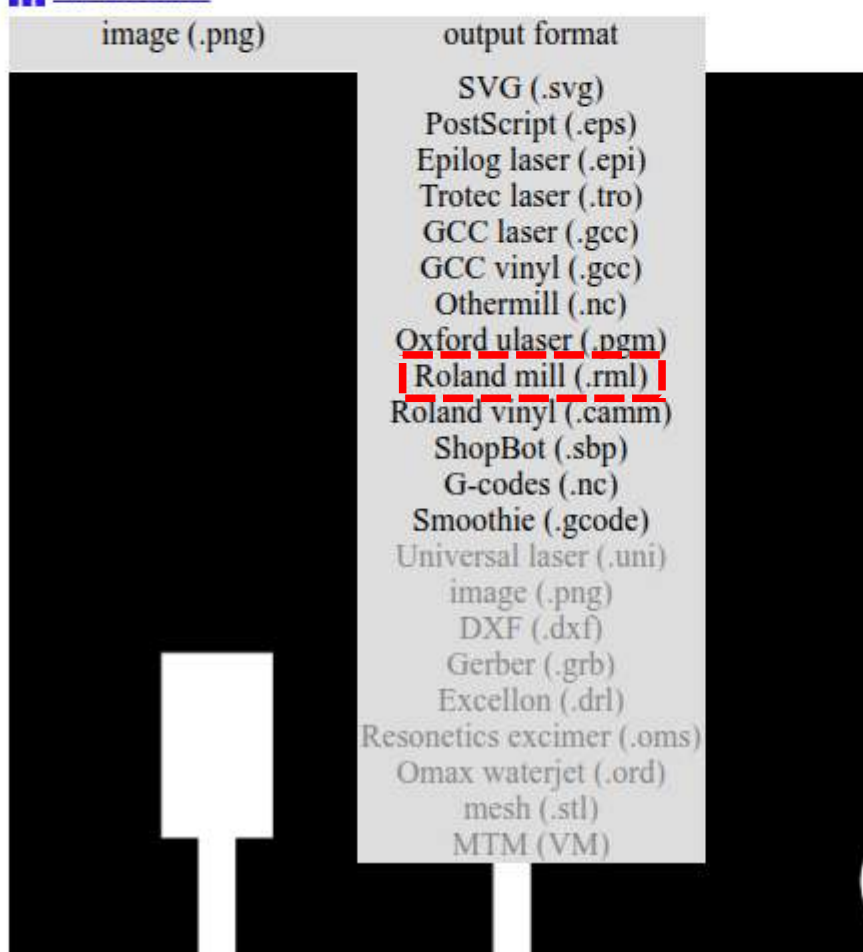 image (.png)
output format
SVG (.svg)
PostScript (.eps)
Epilog laser (.epi)
Trotec laser (.tro)
GCC laser (.gcc)
GCC vinyl (.gcc)
Othermill (.nc)
Oxford ulaser (.pgm)
Roland mill (.rml)
Roland vinyl (.camm)
ShopBot (.sbp)
G-codes (.nc)
Smoothie (.gcode)
Universal laser (.uni)
image (.png)
DXF (.dxf)
Gerber (.grb)
Excellon (.drl)
Resonetics excimer (.oms)
Omax waterjet (.ord)
mesh (.stl)
MTM (VM)